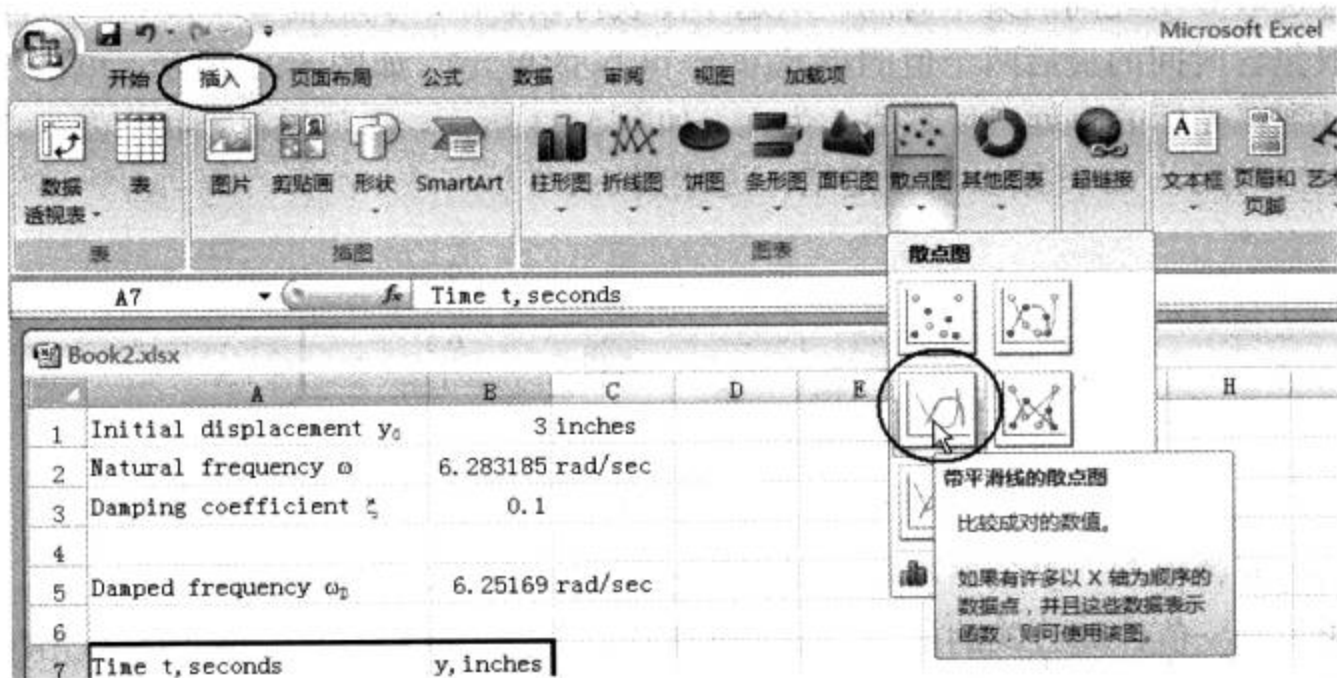 Microsoft Excel
开始 插入 页面布局 公式 数据 审阅 视图 加载项
数据透视表 表 图片 剪贴画 形状 SmartArt 柱形图 折线图 饼图 条形图 面积图 散点图 其他图表 超链接 文本框 页眉和页脚 艺术
表 插图 图表
散点图
A7 fx Time t,seconds
Book2.xlsx
A B C D E H
1 Initial displacement y₀ 3 inches
2 Natural frequency ω 6.283185 rad/sec
3 Damping coefficient ζ 0.1
4
5 Damped frequency ω_D 6.25169 rad/sec
6
7 Time t,seconds y,inches
带平滑线的散点图
比较成对的数值。
如果有许多以 X 轴为顺序的
数据点，并且这些数据表示
函数，则可使用该图。